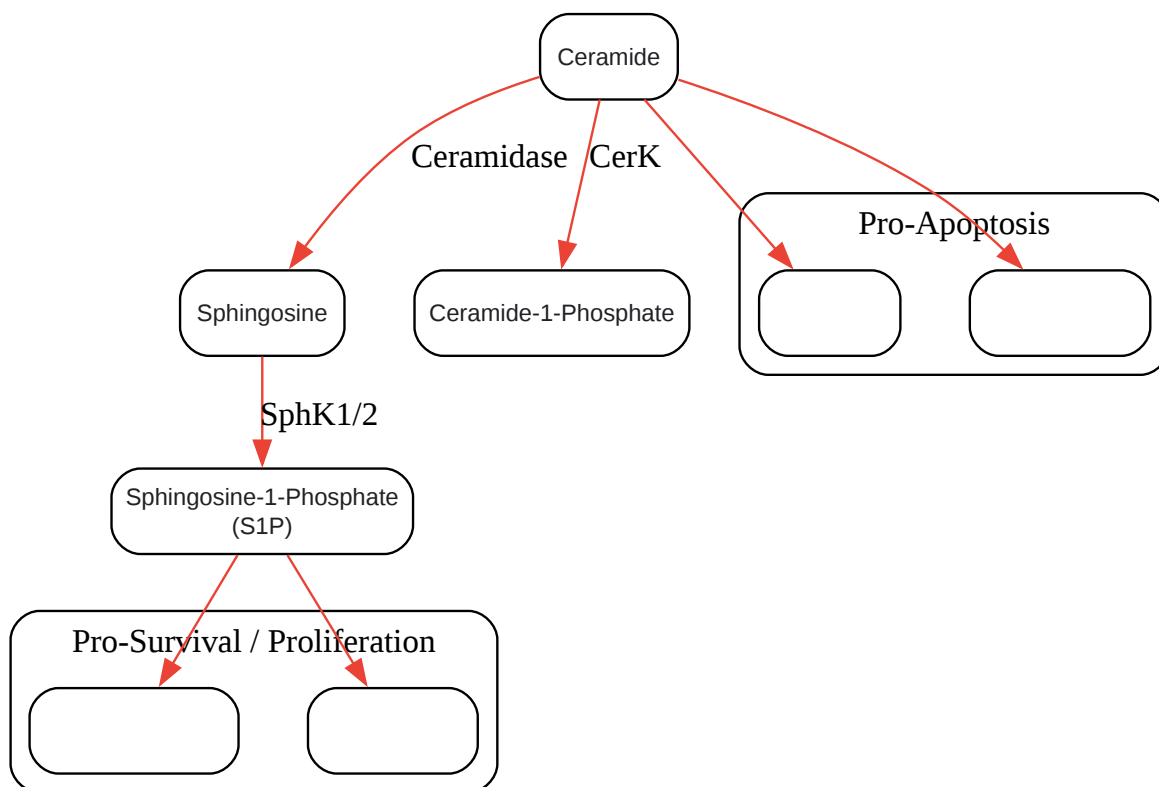 Ceramide
Ceramidase
CerK
Pro-Apoptosis
Sphingosine
Ceramide-1-Phosphate
SphK1/2
Sphingosine-1-Phosphate
(S1P)
Pro-Survival / Proliferation